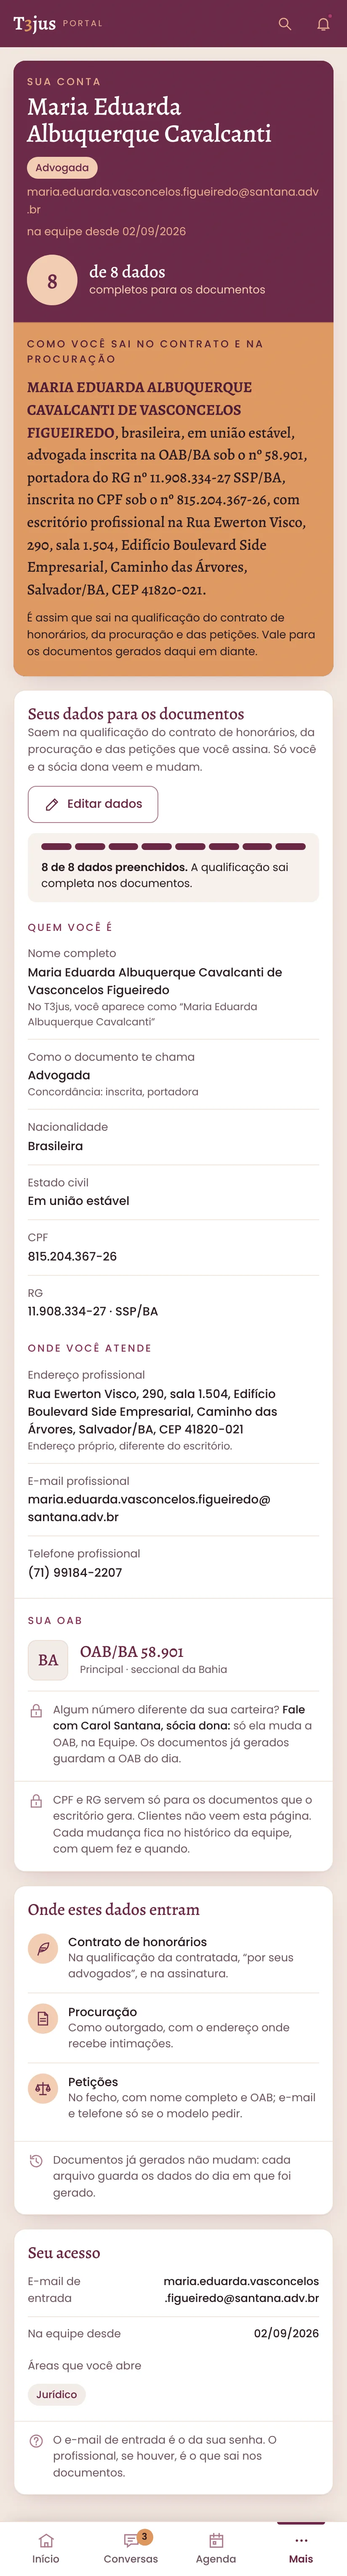 T3jus PORTAL
SUA CONTA
Maria Eduarda
Albuquerque Cavalcanti
Advogada
maria.eduarda.vasconcelos.figueiredo@santana.adv
.br
na equipe desde 02/09/2026
8
de 8 dados
completos para os documentos
COMO VOCÊ SAI NO CONTRATO E NA
PROCURAÇÃO
MARIA EDUARDA ALBUQUERQUE
CAVALCANTI DE VASCONCELOS
FIGUEIREDO, brasileira, em união estável,
advogada inscrita na OAB/BA sob o nº 58.901,
portadora do RG nº 11.908.334-27 SSP/BA,
inscrita no CPF sob o nº 815.204.367-26, com
escritório profissional na Rua Ewerton Visco,
290, sala 1.504, Edifício Boulevard Side
Empresarial, Caminho das Árvores,
Salvador/BA, CEP 41820-021.
É assim que sai na qualificação do contrato de
honorários, da procuração e das petições. Vale para
os documentos gerados daqui em diante.
Seus dados para os documentos
Saem na qualificação do contrato de honorários, da
procuração e das petições que você assina. Só você
e a sócia dona veem e mudam.
Editar dados
8 de 8 dados preenchidos. A qualificação sai
completa nos documentos.
QUEM VOCÊ É
Nome completo
Maria Eduarda Albuquerque Cavalcanti de
Vasconcelos Figueiredo
No T3jus, você aparece como “Maria Eduarda
Albuquerque Cavalcanti”
Como o documento te chama
Advogada
Concordância: inscrita, portadora
Nacionalidade
Brasileira
Estado civil
Em união estável
CPF
815.204.367-26
RG
11.908.334-27 · SSP/BA
ONDE VOCÊ ATENDE
Endereço profissional
Rua Ewerton Visco, 290, sala 1.504, Edifício
Boulevard Side Empresarial, Caminho das
Árvores, Salvador/BA, CEP 41820-021
Endereço próprio, diferente do escritório.
E-mail profissional
maria.eduarda.vasconcelos.figueiredo@
santana.adv.br
Telefone profissional
(71) 99184-2207
SUA OAB
BA
OAB/BA 58.901
Principal · seccional da Bahia
Algum número diferente da sua carteira? Fale
com Carol Santana, sócia dona: só ela muda a
OAB, na Equipe. Os documentos já gerados
guardam a OAB do dia.
CPF e RG servem só para os documentos que o
escritório gera. Clientes não veem esta página.
Cada mudança fica no histórico da equipe,
com quem fez e quando.
Onde estes dados entram
Contrato de honorários
Na qualificação da contratada, “por seus
advogados”, e na assinatura.
Procuração
Como outorgado, com o endereço onde
recebe intimações.
Petições
No fecho, com nome completo e OAB; e-mail
e telefone só se o modelo pedir.
Documentos já gerados não mudam: cada
arquivo guarda os dados do dia em que foi
gerado.
Seu acesso
E-mail de
entrada
maria.eduarda.vasconcelos
.figueiredo@santana.adv.br
Na equipe desde
02/09/2026
Áreas que você abre
Jurídico
O e-mail de entrada é o da sua senha. O
profissional, se houver, é o que sai nos
documentos.
3
Início
Conversas
Agenda
Mais